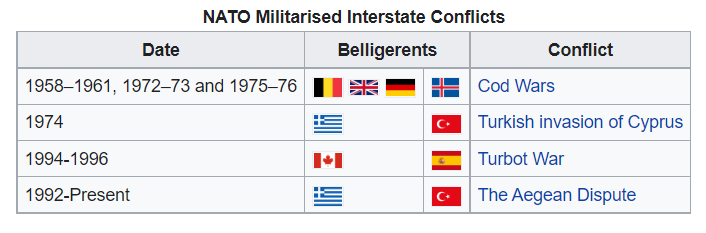 NATO Militarised Interstate Conflicts
Date Belligerents Conflict
1958–1961, 1972–73 and 1975–76 Cod Wars
1974 Turkish invasion of Cyprus
1994-1996 Turbot War
1992-Present The Aegean Dispute